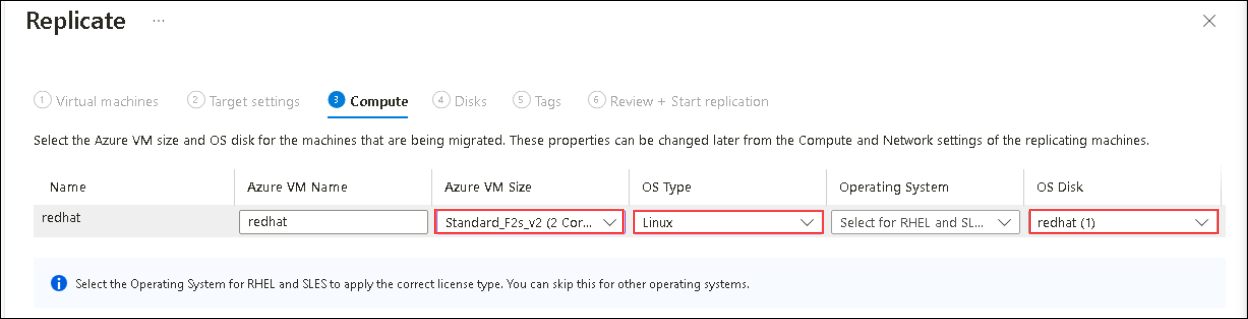 Replicate ...
1 Virtual machines 2 Target settings 3 Compute 4 Disks 5 Tags 6 Review + Start replication
Select the Azure VM size and OS disk for the machines that are being migrated. These properties can be changed later from the Compute and Network settings of the replicating machines.
Name Azure VM Name Azure VM Size OS Type Operating System OS Disk
redhat redhat Standard_F2s_v2 (2 Cor... Linux Select for RHEL and SL... redhat (1)
Select the Operating System for RHEL and SLES to apply the correct license type. You can skip this for other operating systems.